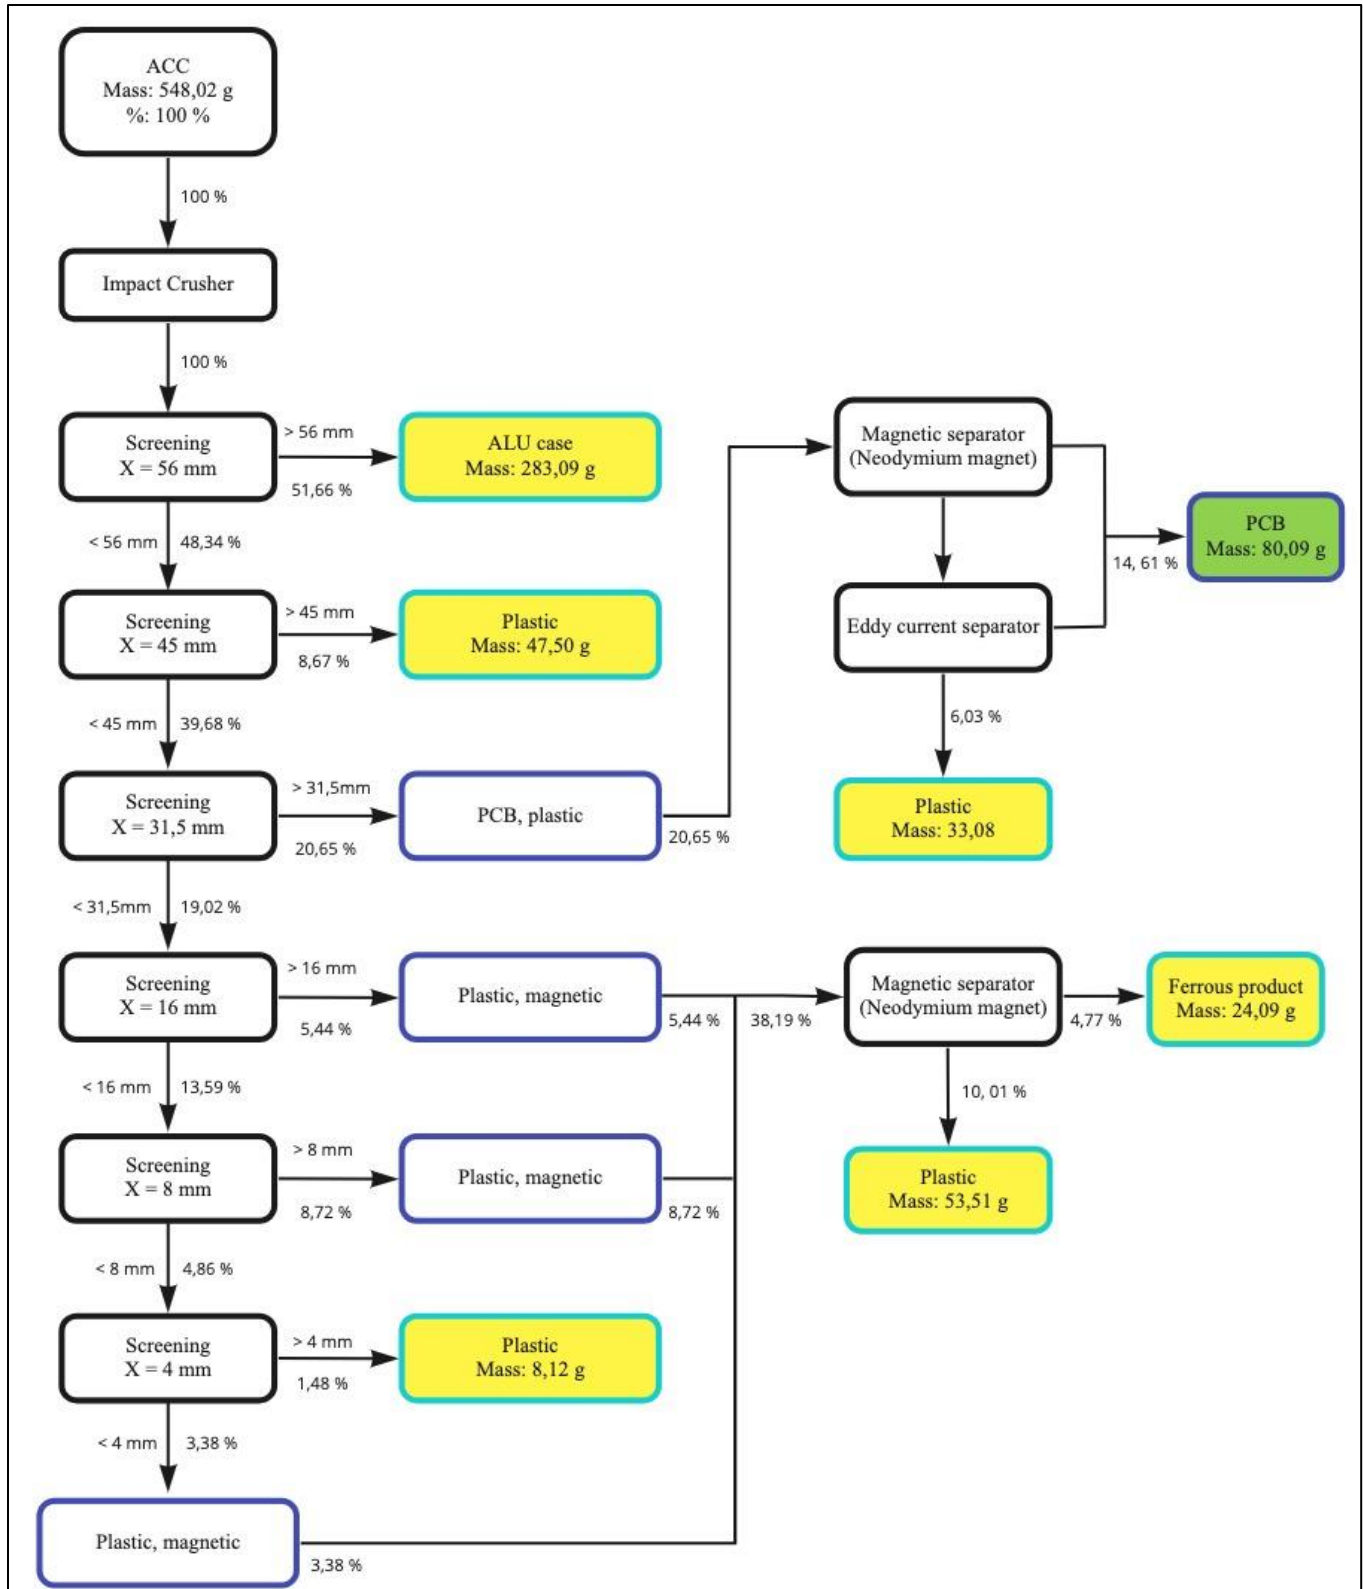 ACC
Mass: 548,02 g
%: 100 %
100 %
Impact Crusher
100 %
Screening
X = 56 mm
> 56 mm
51,66 %
ALU case
Mass: 283,09 g
< 56 mm
48,34 %
Screening
X = 45 mm
> 45 mm
8,67 %
Plastic
Mass: 47,50 g
< 45 mm
39,68 %
Screening
X = 31,5 mm
> 31,5mm
20,65 %
PCB, plastic
20,65 %
Magnetic separator
(Neodymium magnet)
Eddy current separator
14, 61 %
PCB
Mass: 80,09 g
6,03 %
Plastic
Mass: 33,08
< 31,5mm
19,02 %
Screening
X = 16 mm
> 16 mm
5,44 %
Plastic, magnetic
5,44 %
38,19 %
Magnetic separator
(Neodymium magnet)
4,77 %
Ferrous product
Mass: 24,09 g
10, 01 %
Plastic
Mass: 53,51 g
< 16 mm
13,59 %
Screening
X = 8 mm
> 8 mm
8,72 %
Plastic, magnetic
8,72 %
< 8 mm
4,86 %
Screening
X = 4 mm
> 4 mm
1,48 %
Plastic
Mass: 8,12 g
< 4 mm
3,38 %
Plastic, magnetic
3,38 %